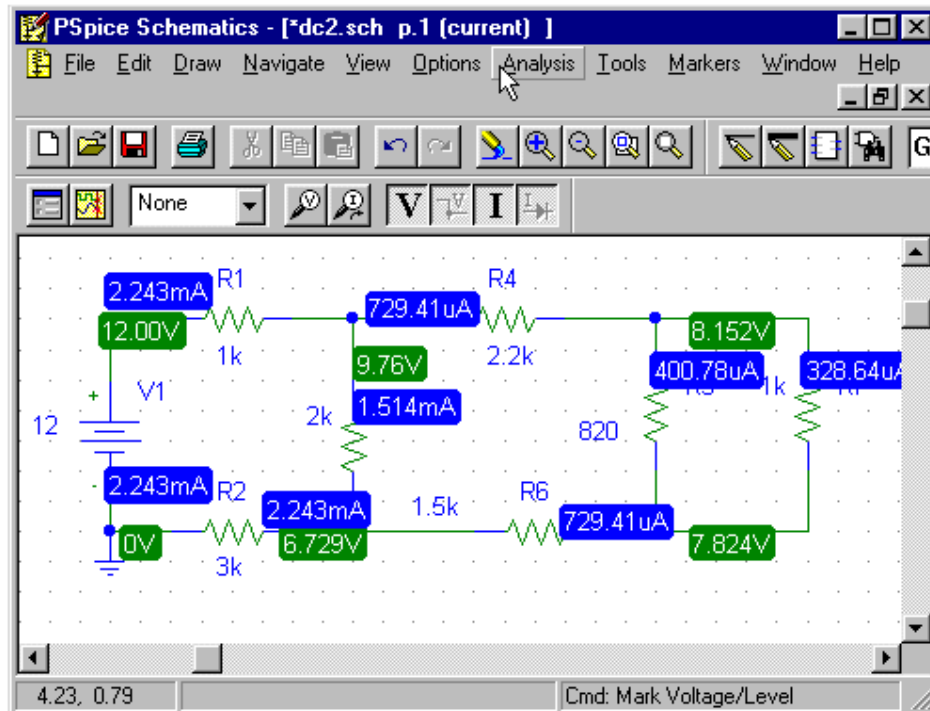 PSpice Schematics - [*dc2.sch p.1 (current) ]
File Edit Draw Navigate View Options Analysis Tools Markers Window Help
G
None V I V I
2.243mA R1 729.41uA R4
12.00V 8.152V
1k 9.76V 2.2k 400.78uA 1k 328.64uA
+ V1 1.514mA
12 2k 820
-
2.243mA R2 2.243mA 1.5k R6 729.41uA
0V 6.729V 7.824V
3k
4.23, 0.79 Cmd: Mark Voltage/Level